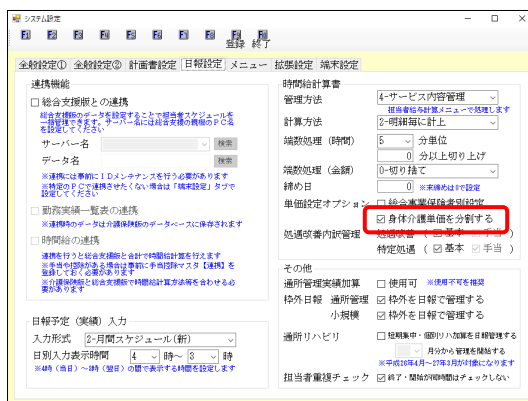 システム設定
F1 F2 F3 F4 F5 F6 F7 F8 F9 F10
登録 終了
全般設定① 全般設定② 計画書設定 日報設定 メニュー 拡張設定 端末設定
連携機能
総合支援版との連携
総合支援版のデータを設定することで担当者スケジュールを
一括管理できます。サーバー名には総合支援の親機のPC名
を設定してください
サーバー名 検索
データ名 検索
※連携には事前にIDメンテナンスを行う必要があります
※特定のPCで連携させたくない場合は「端末設定」タブで
設定してください
勤務実績一覧表の連携
※実績時データは介護保険版のデータベースに保存されます
時間給の連携
連携を行うと総合支援版と合計で時間給計算を行えます
※手当や控除がある場合は事前に手当控除マスタ【連携】を
登録しておく必要があります
※介護保険版と総合支援版で時間給計算方法等を合わせる必
要があります
日報予定(実績)入力
入力形式 2-月間スケジュール(新)
日別入力表示時間 4 時～ 3 時
※4時(当日)～3時(翌日)の間で表示する時間を設定します
時間給計算書
管理方法 4-サービス内容管理
担当者給与計算メニューで処理します
計算方法 2-明細毎に計上
端数処理(時間) 5 分単位
0 分以上切り上げ
端数処理(金額) 0-切り捨て
締め日 0 ※末締めは0で設定
単価設定オプション 総合事業保険者別設定
身体介護単価を分割する
処遇改善内訳管理 処遇改善 ( 基本 手当 )
特定処遇 ( 基本 手当 )
その他
通所管理実績加算 使用可 ※使用不可を推奨
枠外日報 通所管理 枠外を日報で管理する
小規模 枠外を日報で管理する
通所リハビリ 短期集中・個別リハ加算を日報管理する
月分から管理を開始する
※平成26年4月～27年3月が対象になります
担当者重複チェック 終了・開始が同時間はチェックしない